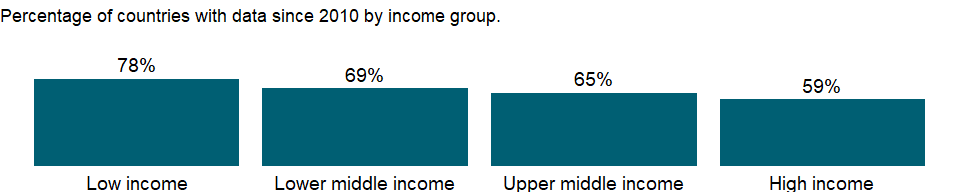 Percentage of countries with data since 2010 by income group.
78%
69%
65%
59%
Low income
Lower middle income
Upper middle income
High income